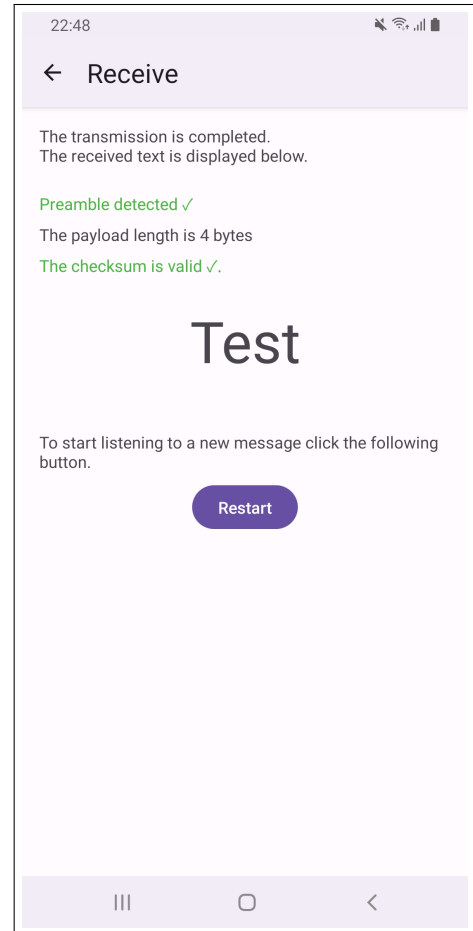 22:48
Receive
The transmission is completed.
The received text is displayed below.
Preamble detected ✓
The payload length is 4 bytes
The checksum is valid ✓.
Test
To start listening to a new message click the following
button.
Restart